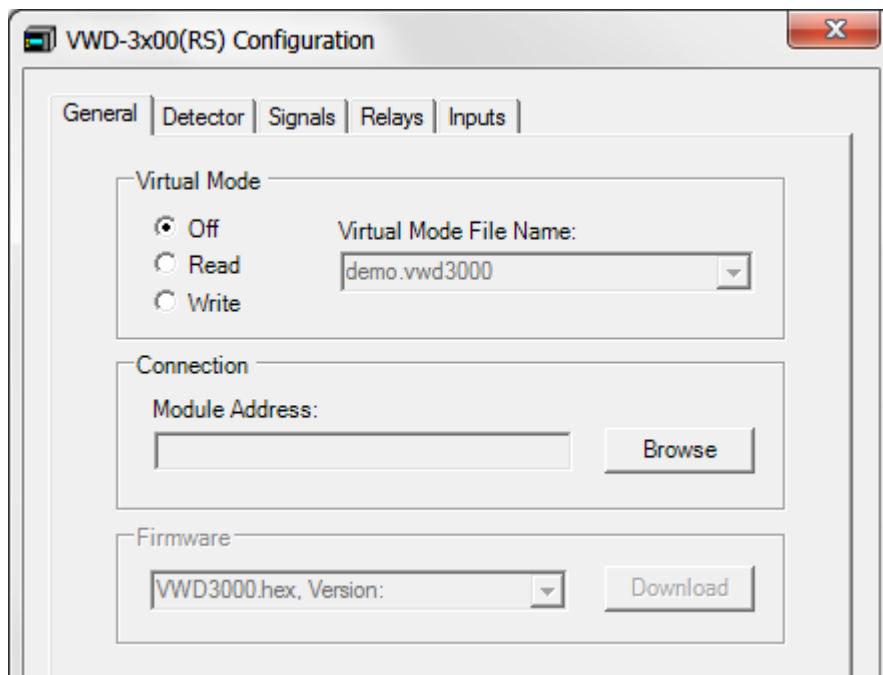 VWD-3x00(RS) Configuration
General Detector Signals Relays Inputs
Virtual Mode
Off
Virtual Mode File Name:
Read
demo.vwd3000
Write
Connection
Module Address:
Browse
Firmware
VWD3000.hex, Version:
Download